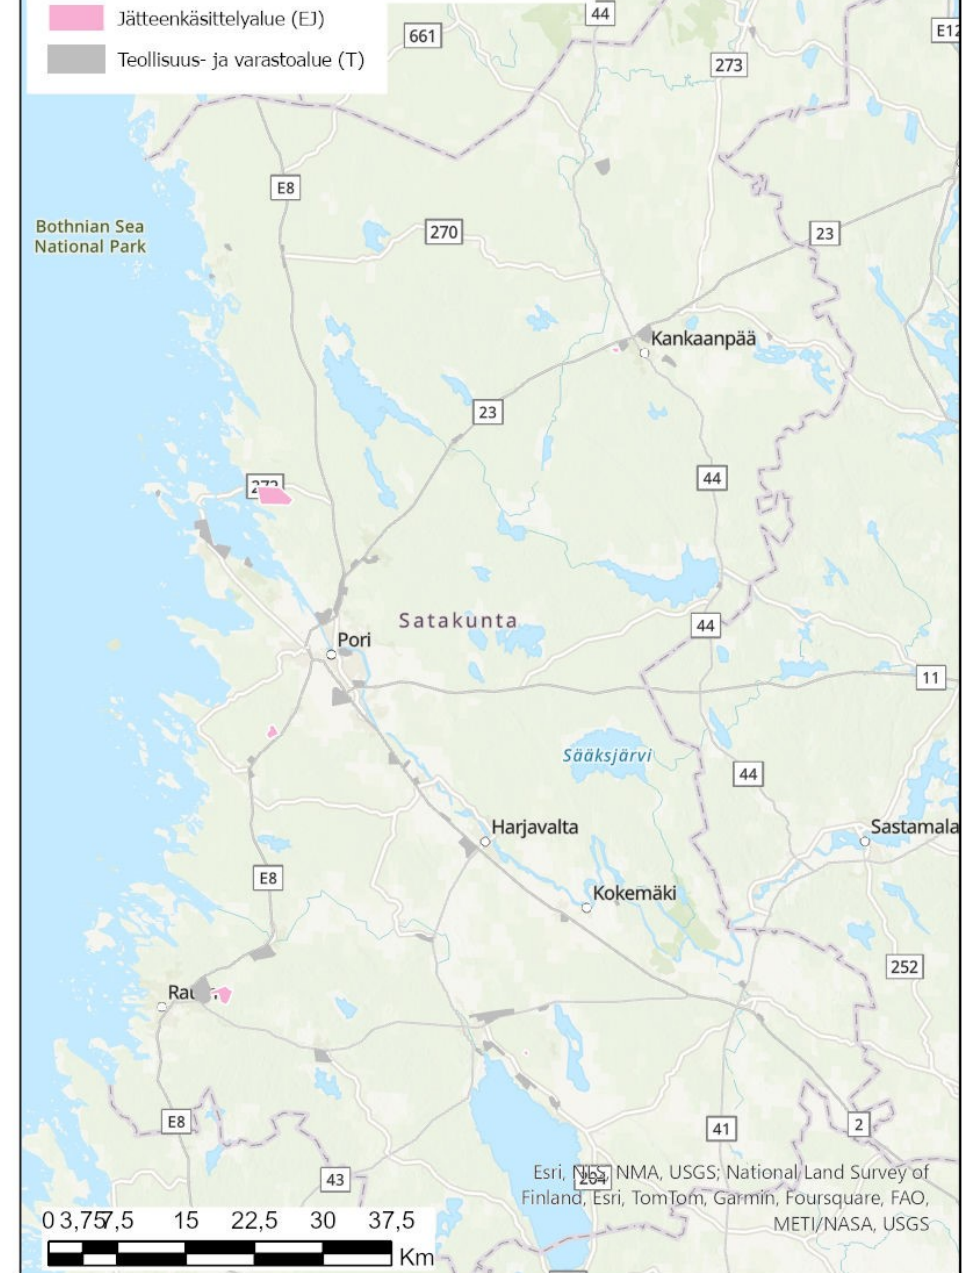 Jätteenkäsittelyalue (EJ)
Teollisuus- ja varastoalue (T)
44
661
273
E12
E8
Bothnian Sea
National Park
270
23
Kankaanpää
23
44
Satakunta
44
Pori
11
Sääksjärvi
44
Harjavalta
Sastamala
E8
Kokemäki
252
E8
41
2
43
Esri, NLS, NMA, USGS; National Land Survey of
Finland, Esri, TomTom, Garmin, Foursquare, FAO,
METI/NASA, USGS
0 3,75 7,5 15 22,5 30 37,5
Km